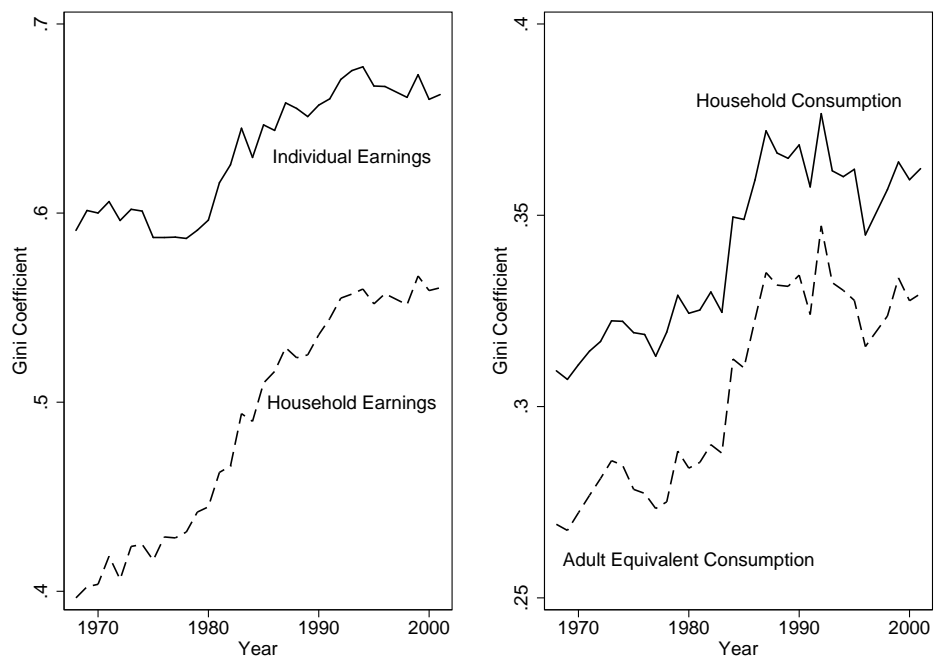 .7
.6
.5
.4
Gini Coefficient
Individual Earnings
Household Earnings
1970
1980
1990
2000
Year
.4
.35
.3
.25
Gini Coefficient
Household Consumption
Adult Equivalent Consumption
1970
1980
1990
2000
Year